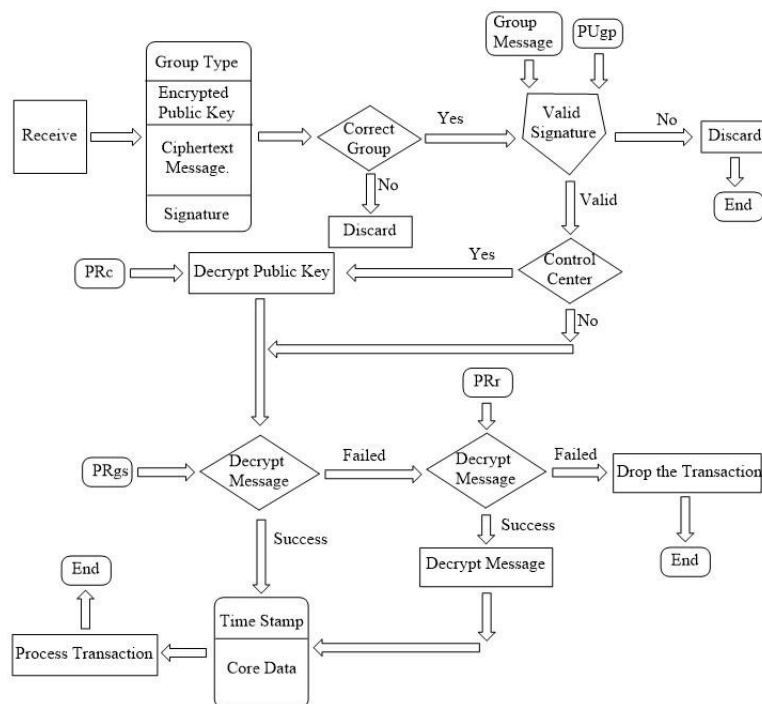 Group
Message
PUgp
Group Type
Encrypted
Public Key
Receive
Ciphertext
Message.
Signature
Correct
Group
Yes
Valid
Signature
No
Discard
End
No
Discard
Valid
PRc
Decrypt Public Key
Yes
Control
Center
No
PRr
PRgs
Decrypt
Message
Failed
Decrypt
Message
Failed
Drop the Transaction
Success
Success
End
Decrypt Message
End
Time Stamp
Process Transaction
Core Data